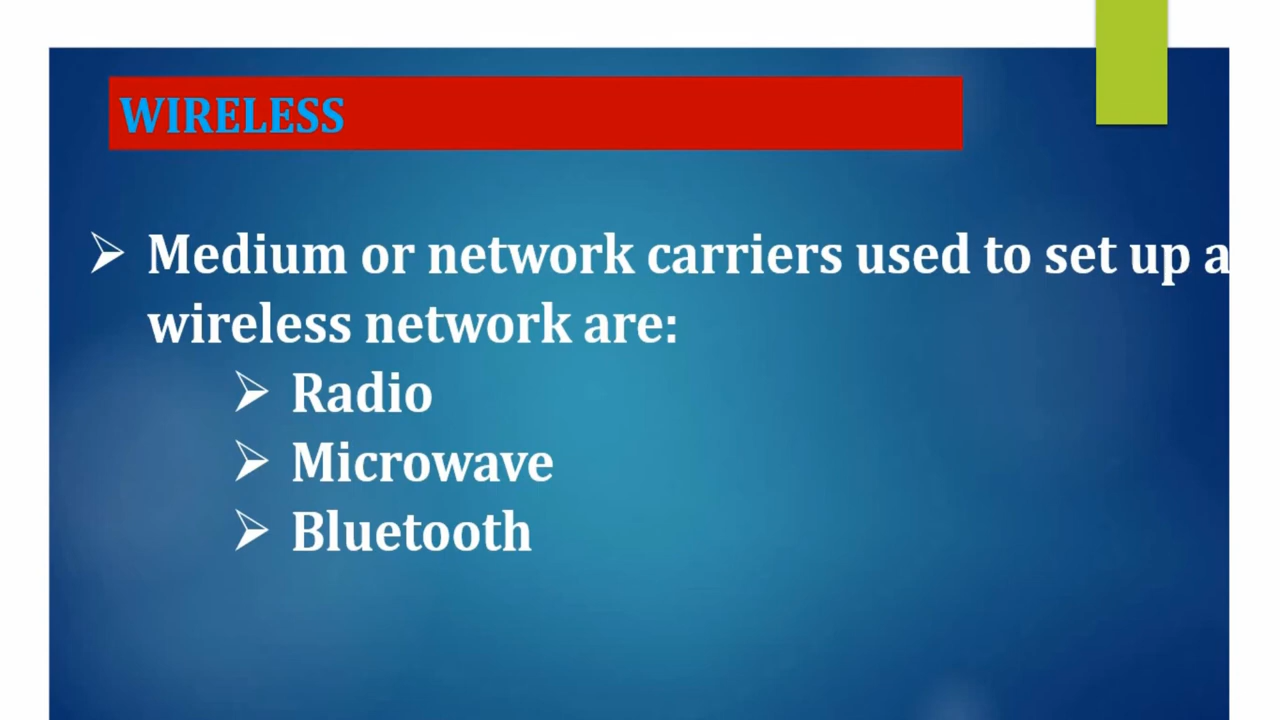 WIRELESS
Medium or network carriers used to set up a
wireless network are:
Radio
Microwave
Bluetooth